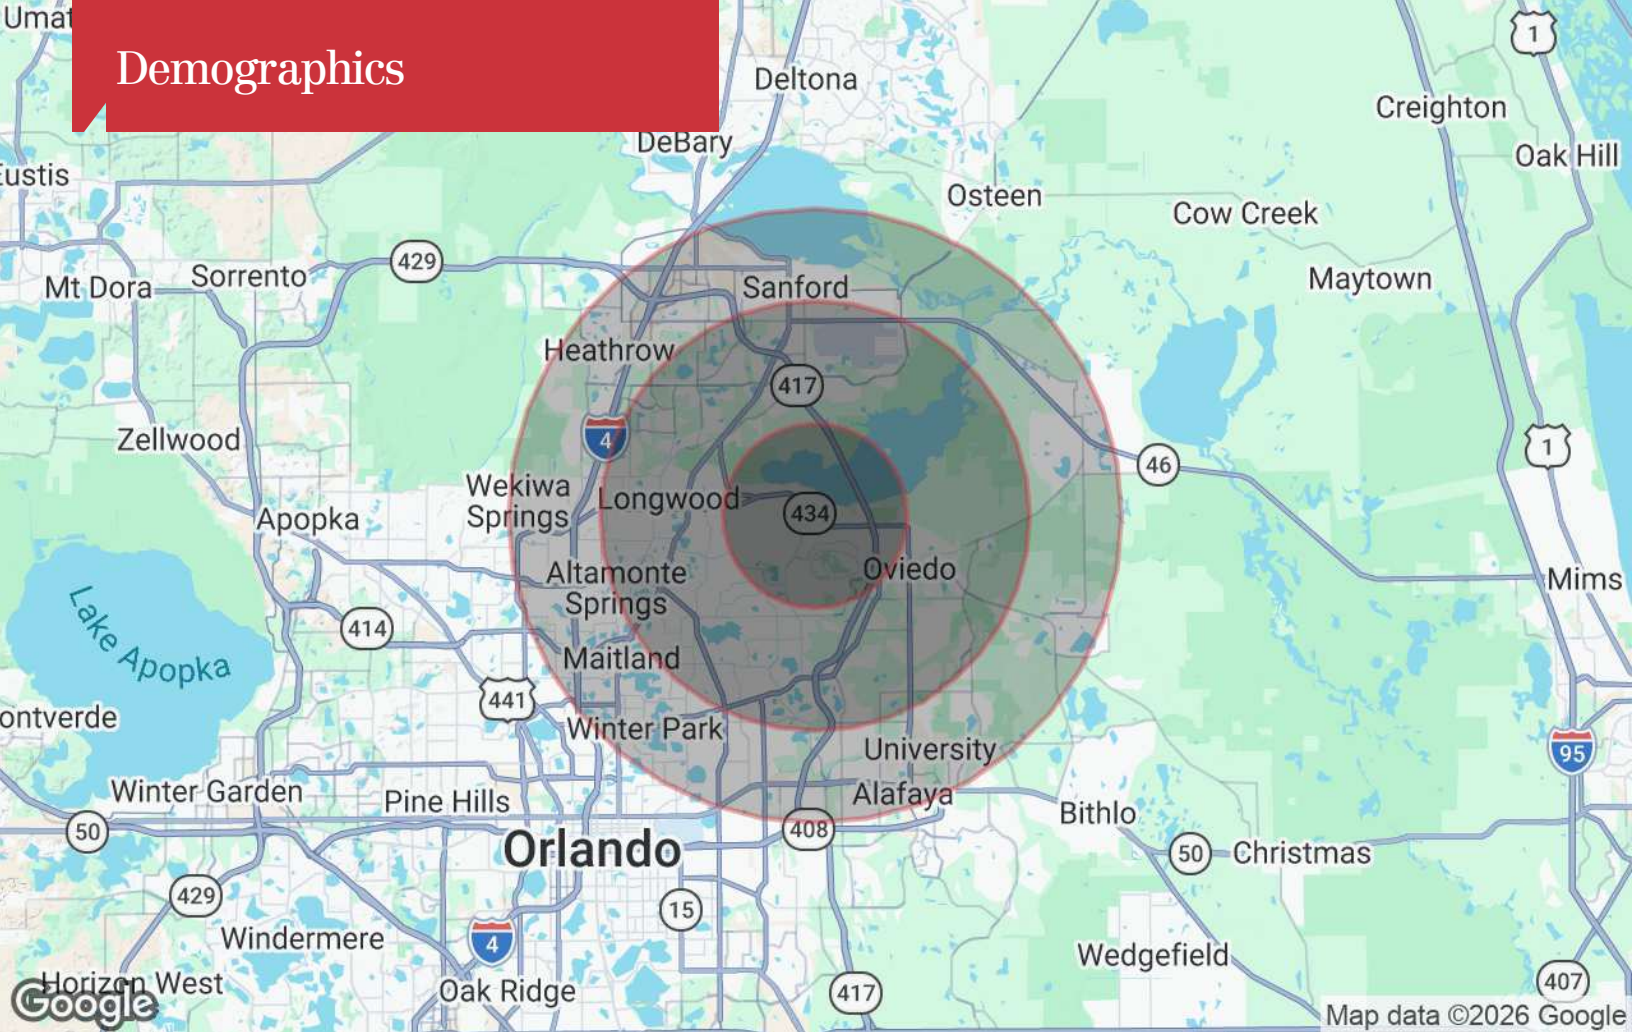 Umat
Demographics
Deltona
1
Creighton
DeBary
Oak Hill
Eustis
Osteen
Cow Creek
429
Sorrento
Mt Dora
Sanford
Maytown
Heathrow
417
4
Zellwood
1
46
Wekiwa
Springs
Longwood
434
Apopka
Oviedo
Altamonte
Springs
Mims
Lake Apopka
414
Maitland
441
ontverde
Winter Park
University
95
Winter Garden
Pine Hills
Alafaya
Bithlo
50
408
Orlando
50
Christmas
429
15
Windermere
4
Wedgefield
Horizon West
Google
Oak Ridge
417
407
Map data ©2026 Google